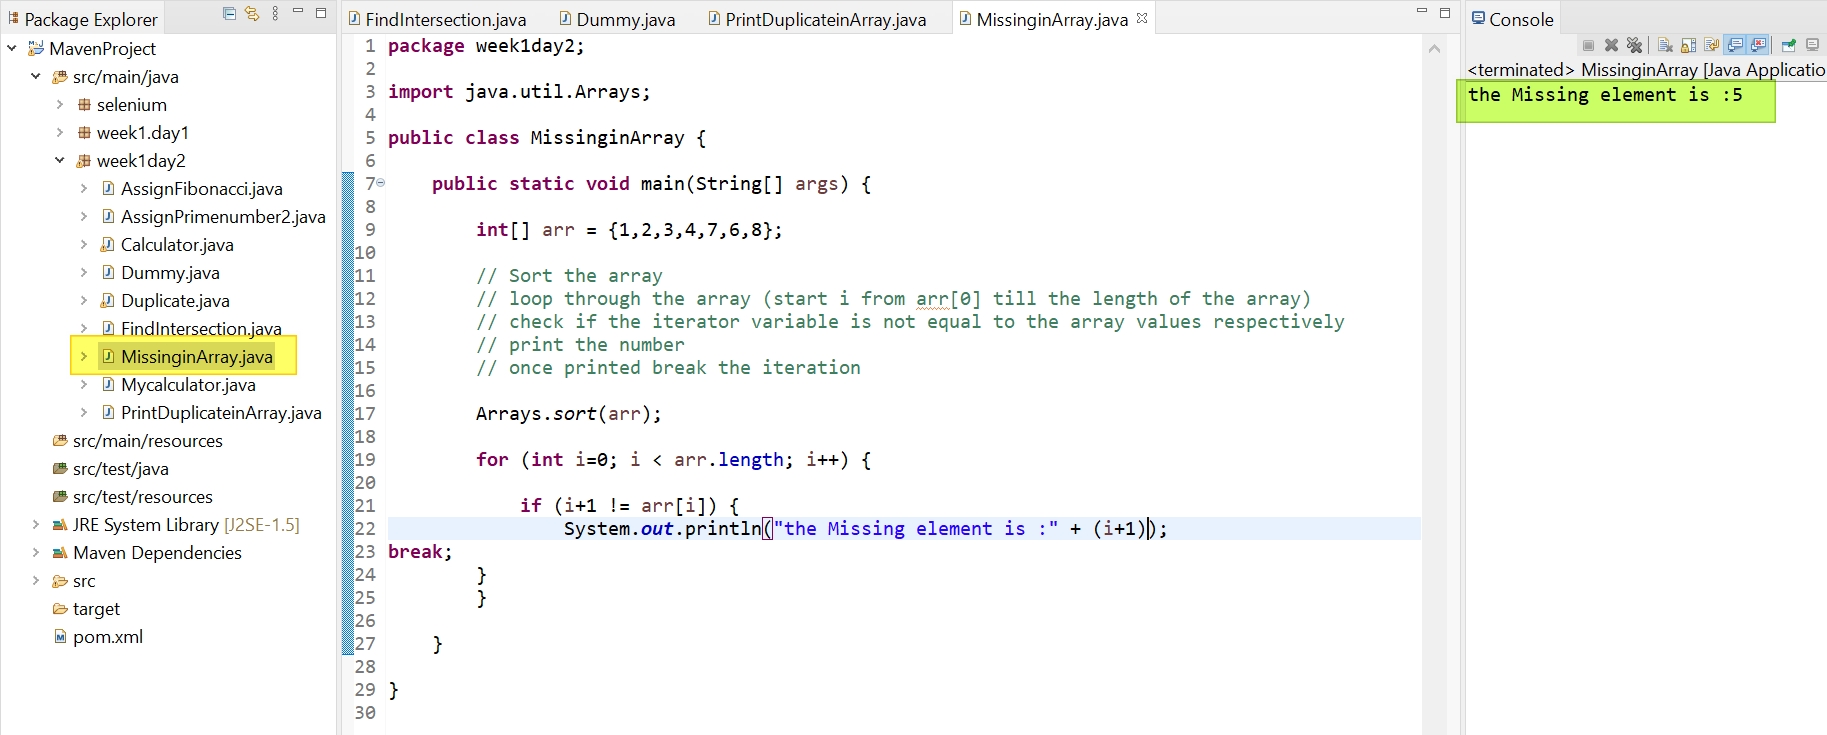 Package Explorer
MavenProject
src/main/java
selenium
week1.day1
week1day2
AssignFibonacci.java
AssignPrimenumber2.java
Calculator.java
Dummy.java
Duplicate.java
FindIntersection.java
MissinginArray.java
Mycalculator.java
PrintDuplicateinArray.java
src/main/resources
src/test/java
src/test/resources
JRE System Library [J2SE-1.5]
Maven Dependencies
src
target
pom.xml
FindIntersection.java Dummy.java PrintDuplicateinArray.java MissinginArray.java
1 package week1day2;
2
3 import java.util.Arrays;
4
5 public class MissinginArray {
6
7 public static void main(String[] args) {
8
9 int[] arr = {1,2,3,4,7,6,8};
10
11 // Sort the array
12 // loop through the array (start i from arr[0] till the length of the array)
13 // check if the iterator variable is not equal to the array values respectively
14 // print the number
15 // once printed break the iteration
16
17 Arrays.sort(arr);
18
19 for (int i=0; i < arr.length; i++) {
20
21 if (i+1 != arr[i]) {
22 System.out.println("the Missing element is :" + (i+1));
23 break;
24 }
25 }
26
27 }
28
29 }
30
Console
<terminated> MissinginArray [Java Applicatio
the Missing element is :5